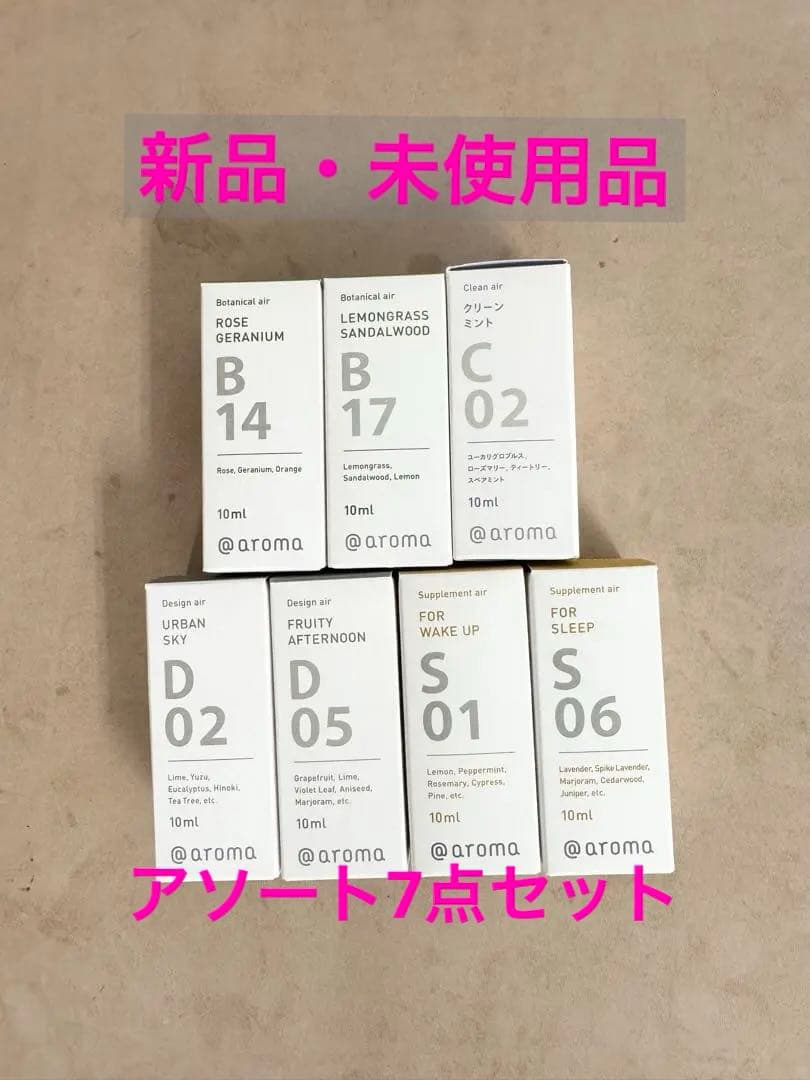 新品・未使用品
Botanical air
ROSE
GERANIUM
B
14
Rose, Geranium, Orange
10ml
@aroma
Botanical air
LEMONGRASS
SANDALWOOD
B
17
Lemongrass,
Sandalwood, Lemon
10ml
@aroma
Clean air
クリーン
ミント
C
02
ユーカリグロブルス、
ローズマリー、ティートリー、
スペアミント
10ml
@aroma
Design air
URBAN
SKY
D
02
Lime, Yuzu,
Eucalyptus, Hinoki,
Tea Tree, etc.
10ml
@aroma
Design air
FRUITY
AFTERNOON
D
05
Grapefruit, Lime,
Violet Leaf, Aniseed,
Marjoram, etc.
10ml
@aroma
Supplement air
FOR
WAKE UP
S
01
Lemon, Peppermint,
Rosemary, Cypress,
Pine, etc.
10ml
@aroma
Supplement air
FOR
SLEEP
S
06
Lavender, Spike Lavender,
Marjoram, Cedarwood,
Juniper, etc.
10ml
@aroma
アソート7点セット